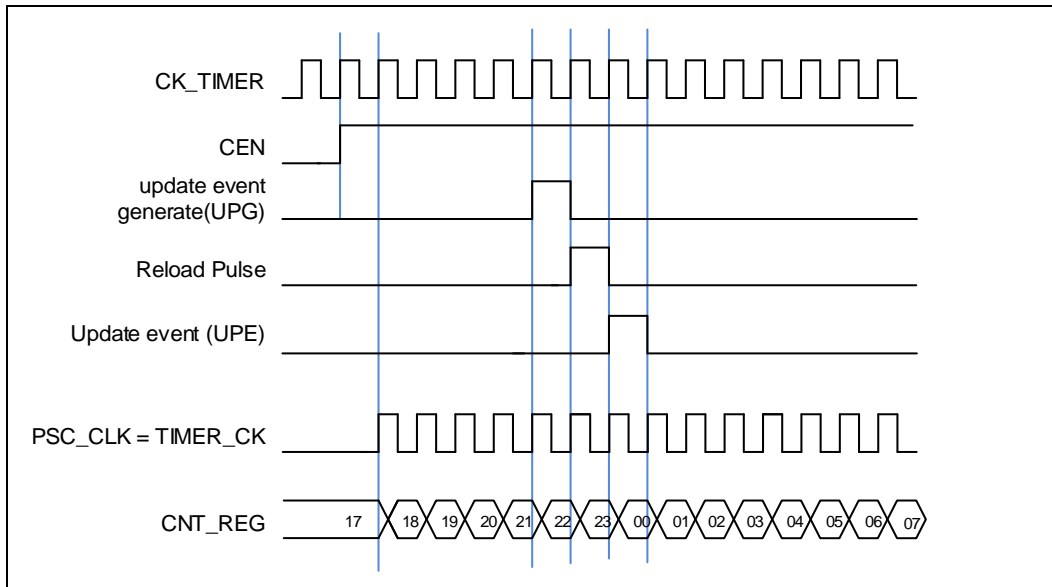 CK_TIMER
CEN
update event
generate(UPG)
Reload Pulse
Update event (UPE)
PSC_CLK = TIMER_CK
CNT_REG 17 18 19 20 21 22 23 00 01 02 03 04 05 06 07